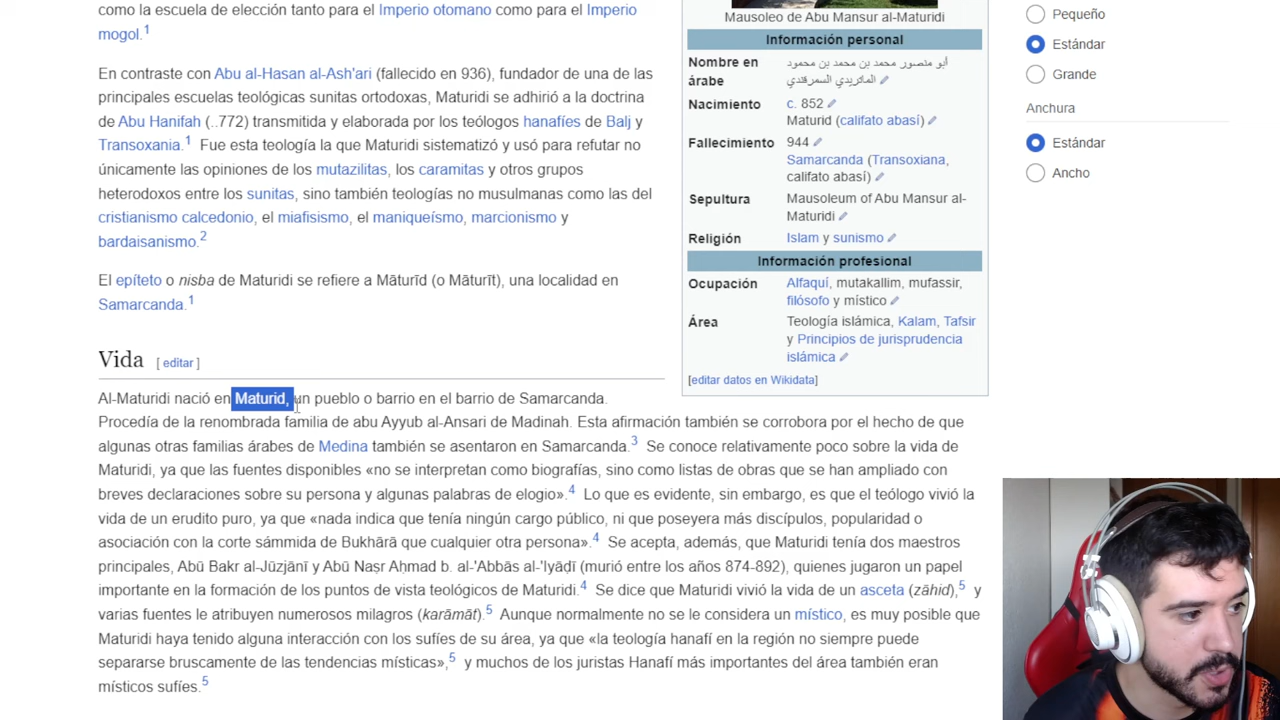 como la escuela de elección tanto para el Imperio otomano como para el Imperio
mogol.1
En contraste con Abu al-Hasan al-Ash'ari (fallecido en 936), fundador de una de las
principales escuelas teológicas sunitas ortodoxas, Maturidi se adhirió a la doctrina
de Abu Hanifah (..772) transmitida y elaborada por los teólogos hanafíes de Balj y
Transoxania.1 Fue esta teología la que Maturidi sistematizó y usó para refutar no
únicamente las opiniones de los mutazilitas, los caramitas y otros grupos
heterodoxos entre los sunitas, sino también teologías no musulmanas como las del
cristianismo calcedonio, el miafisismo, el maniqueísmo, marcionismo y
bardaisanismo.2
El epíteto o nisba de Maturidi se refiere a Māturīd (o Māturīt), una localidad en
Samarcanda.1
Vida [ editar ]
Al-Maturidi nació en Maturid, un pueblo o barrio en el barrio de Samarcanda.
Procedía de la renombrada familia de abu Ayyub al-Ansari de Madinah. Esta afirmación también se corrobora por el hecho de que
algunas otras familias árabes de Medina también se asentaron en Samarcanda.3 Se conoce relativamente poco sobre la vida de
Maturidi, ya que las fuentes disponibles «no se interpretan como biografías, sino como listas de obras que se han ampliado con
breves declaraciones sobre su persona y algunas palabras de elogio».4 Lo que es evidente, sin embargo, es que el teólogo vivió la
vida de un erudito puro, ya que «nada indica que tenía ningún cargo público, ni que poseyera más discípulos, popularidad o
asociación con la corte sámmida de Bukhārā que cualquier otra persona».4 Se acepta, además, que Maturidi tenía dos maestros
principales, Abū Bakr al-Jūzjānī y Abū Naṣr Aḥmad b. al-'Abbās al-'Iyāḍī (murió entre los años 874-892), quienes jugaron un papel
importante en la formación de los puntos de vista teológicos de Maturidi.4 Se dice que Maturidi vivió la vida de un asceta (zāhid),5 y
varias fuentes le atribuyen numerosos milagros (karāmāt).5 Aunque normalmente no se le considera un místico, es muy posible que
Maturidi haya tenido alguna interacción con los sufíes de su área, ya que «la teología hanafí en la región no siempre puede
separarse bruscamente de las tendencias místicas»,5 y muchos de los juristas Hanafí más importantes del área también eran
místicos sufíes.5
Mausoleo de Abu Mansur al-Maturidi
Información personal
Nombre en árabe
أبو منصور محمد بن محمد بن محمود
الماتريدي السمرقندي
Nacimiento c. 852
Maturid (califato abasí)
Fallecimiento 944
Samarcanda (Transoxiana,
califato abasí)
Sepultura Mausoleum of Abu Mansur al-
Maturidi
Religión Islam y sunismo
Información profesional
Ocupación Alfaquí, mutakallim, mufassir,
filósofo y místico
Área Teología islámica, Kalam, Tafsir
y Principios de jurisprudencia
islámica
[editar datos en Wikidata]
Pequeño
Estándar
Grande
Anchura
Estándar
Ancho